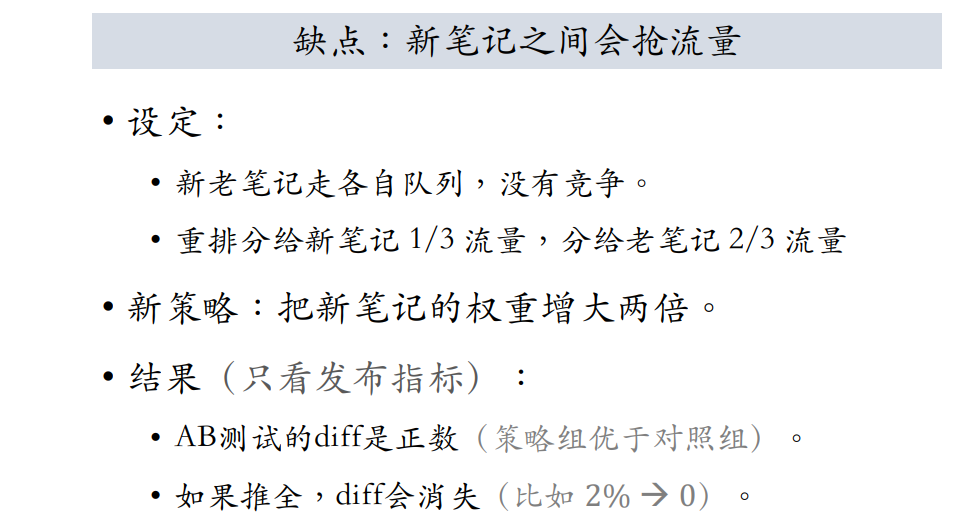 缺点：新笔记之间会抢流量
• 设定：
• 新老笔记走各自队列，没有竞争。
• 重排分给新笔记 1/3 流量，分给老笔记 2/3 流量
• 新策略：把新笔记的权重增大两倍。
• 结果（只看发布指标）：
• AB测试的diff是正数（策略组优于对照组）。
• 如果推全，diff会消失（比如 2% → 0）。